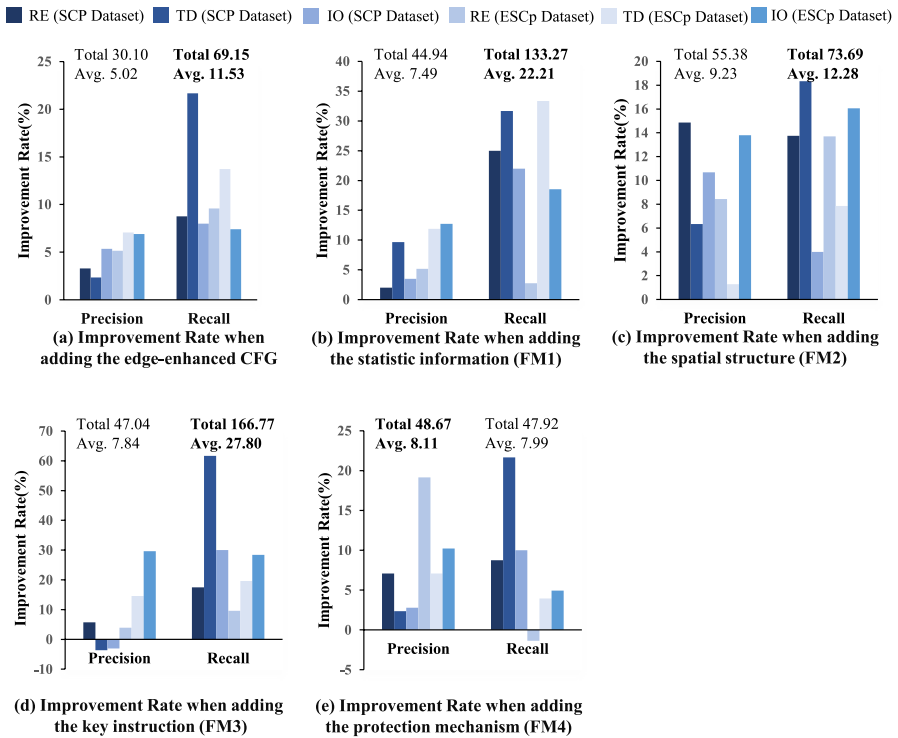 RE (SCP Dataset) TD (SCP Dataset) IO (SCP Dataset) RE (ESCp Dataset) TD (ESCp Dataset) IO (ESCp Dataset)
Total 30.10 Total 69.15
Avg. 5.02 Avg. 11.53
25
20
15
10
5
0
Improvement Rate(%)
Precision Recall
(a) Improvement Rate when
adding the edge-enhanced CFG
Total 44.94 Total 133.27
Avg. 7.49 Avg. 22.21
40
35
30
25
20
15
10
5
0
Improvement Rate(%)
Precision Recall
(b) Improvement Rate when adding
the statistic information (FM1)
Total 55.38 Total 73.69
Avg. 9.23 Avg. 12.28
20
18
16
14
12
10
8
6
4
2
0
Improvement Rate(%)
Precision Recall
(c) Improvement Rate when adding
the spatial structure (FM2)
Total 47.04 Total 166.77
Avg. 7.84 Avg. 27.80
70
60
50
40
30
20
10
0
-10
Improvement Rate(%)
Precision Recall
(d) Improvement Rate when adding
the key instruction (FM3)
Total 48.67 Total 47.92
Avg. 8.11 Avg. 7.99
25
20
15
10
5
0
-5
Improvement Rate(%)
Precision Recall
(e) Improvement Rate when adding
the protection mechanism (FM4)